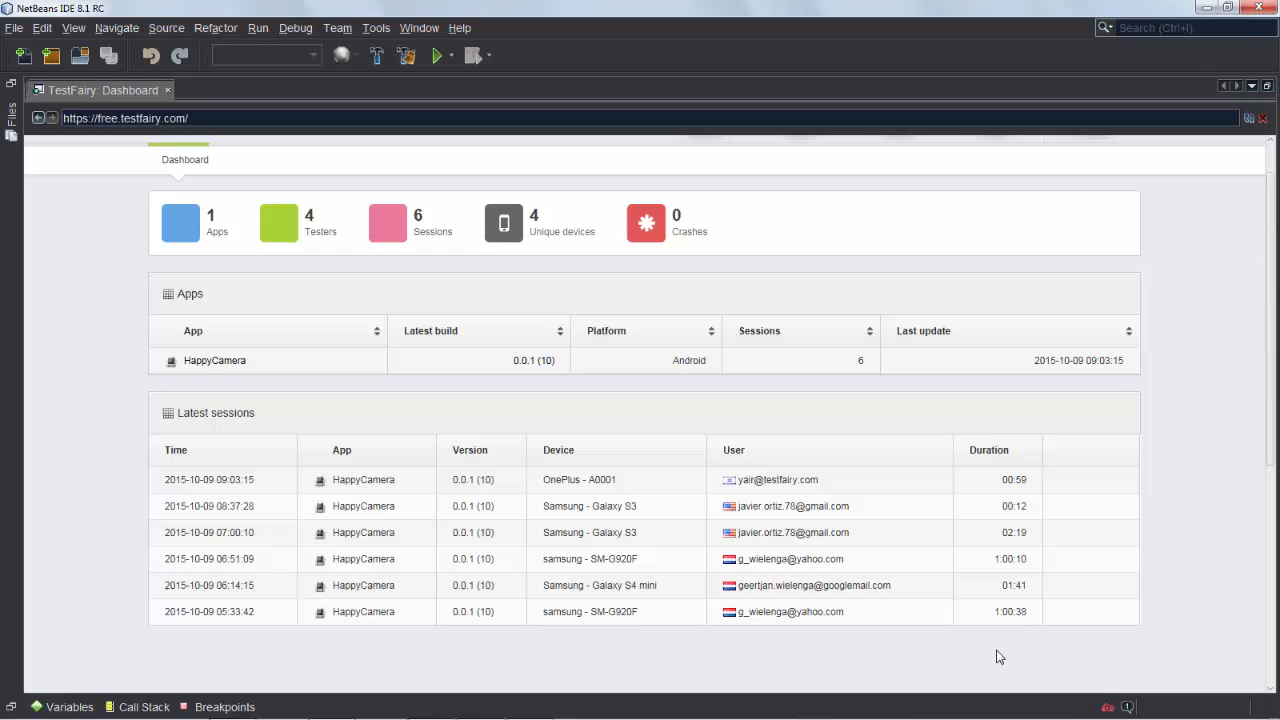 NetBeans IDE 8.1 RC
File Edit View Navigate Source Refactor Run Debug Team Tools Window Help
Search (Ctrl+I)
Files
TestFairy: Dashboard ×
https://free.testfairy.com/
Dashboard
1 4 6 4 0
Apps Testers Sessions Unique devices Crashes
Apps
App Latest build Platform Sessions Last update
HappyCamera 0.0.1 (10) Android 6 2015-10-09 09:03:15
Latest sessions
Time App Version Device User Duration
2015-10-09 09:03:15 HappyCamera 0.0.1 (10) OnePlus - A0001 yair@testfairy.com 00:59
2015-10-09 08:37:28 HappyCamera 0.0.1 (10) Samsung - Galaxy S3 javier.ortiz.78@gmail.com 00:12
2015-10-09 07:00:10 HappyCamera 0.0.1 (10) Samsung - Galaxy S3 javier.ortiz.78@gmail.com 02:19
2015-10-09 06:51:09 HappyCamera 0.0.1 (10) samsung - SM-G920F g_wielenga@yahoo.com 1:00:10
2015-10-09 06:14:15 HappyCamera 0.0.1 (10) Samsung - Galaxy S4 mini geertjan.wielenga@googlemail.com 01:41
2015-10-09 05:33:42 HappyCamera 0.0.1 (10) samsung - SM-G920F g_wielenga@yahoo.com 1:00:38
Variables Call Stack Breakpoints 1